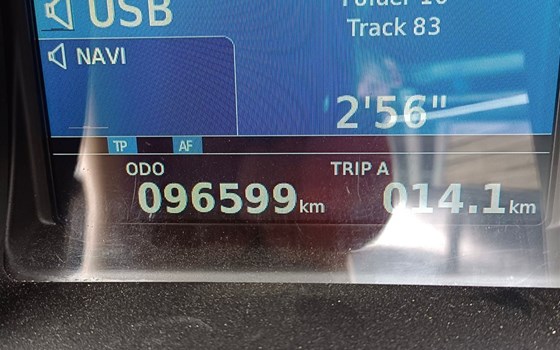 USB
Folder 10
Track 83
NAVI
2'56"
TP AF
ODO TRIP A
096599km 014.1km